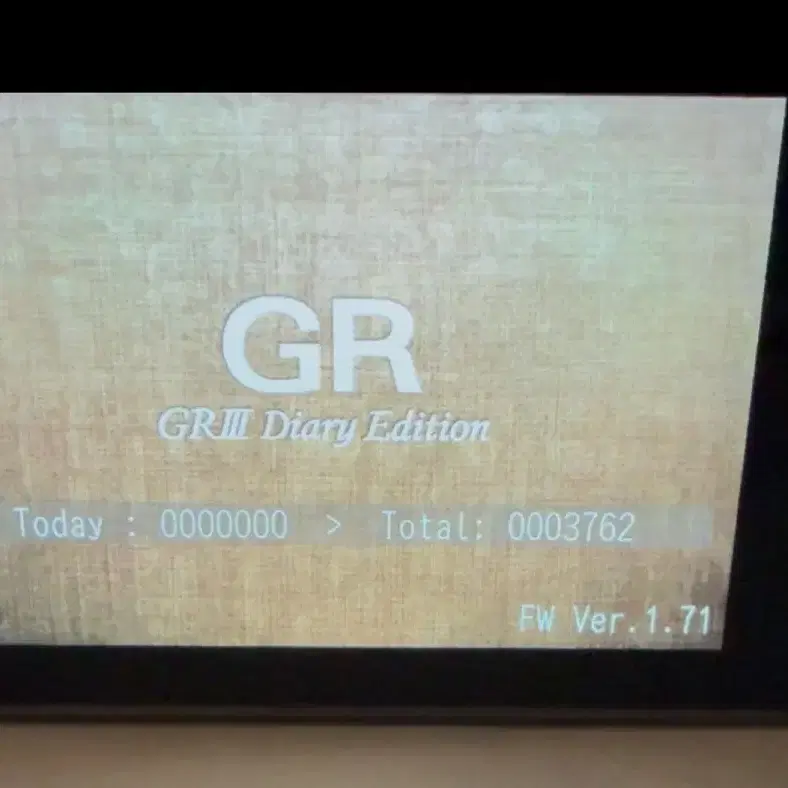 GR
GRⅢ Diary Edition
Today : 0000000 > Total: 0003762
FW Ver.1.71